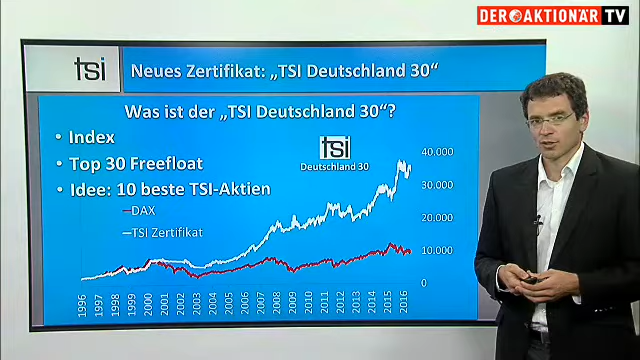 DER AKTIONÄR TV
tsi
Neues Zertifikat: „TSI Deutschland 30“
Was ist der „TSI Deutschland 30“?
• Index
• Top 30 Freefloat
• Idee: 10 beste TSI-Aktien
tsi
Deutschland 30
DAX
TSI Zertifikat
40.000
30.000
20.000
10.000
0
1996 1997 1998 1999 2000 2001 2002 2003 2004 2005 2006 2007 2008 2009 2010 2011 2012 2013 2014 2015 2016